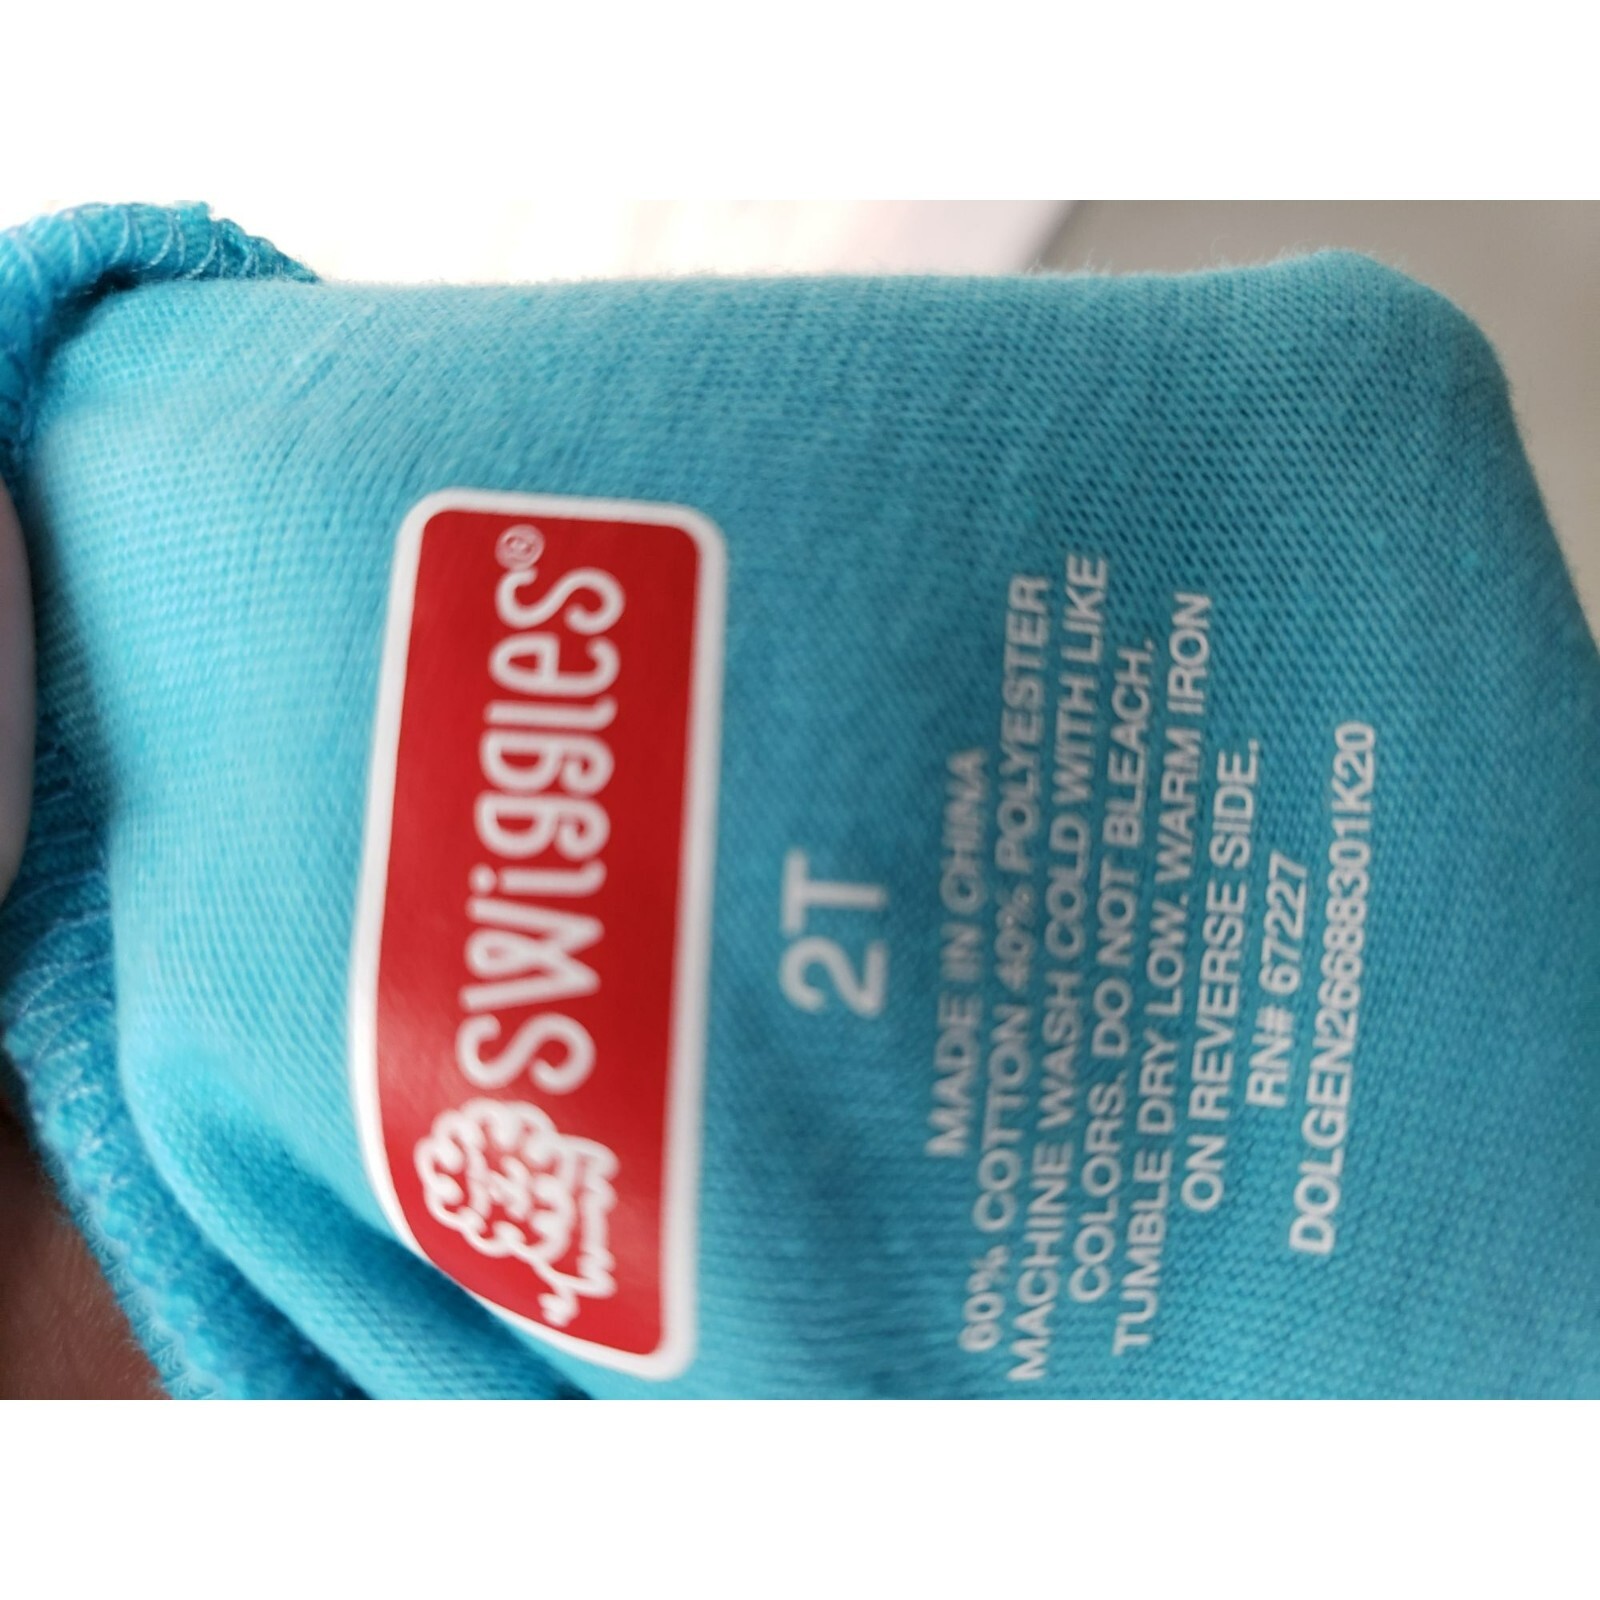 swiggles®
2T
MADE IN CHINA
60% COTTON 40% POLYESTER
MACHINE WASH COLD WITH LIKE
COLORS. DO NOT BLEACH.
TUMBLE DRY LOW. WARM IRON
ON REVERSE SIDE.
RN# 67227
DOLGEN26688301K20